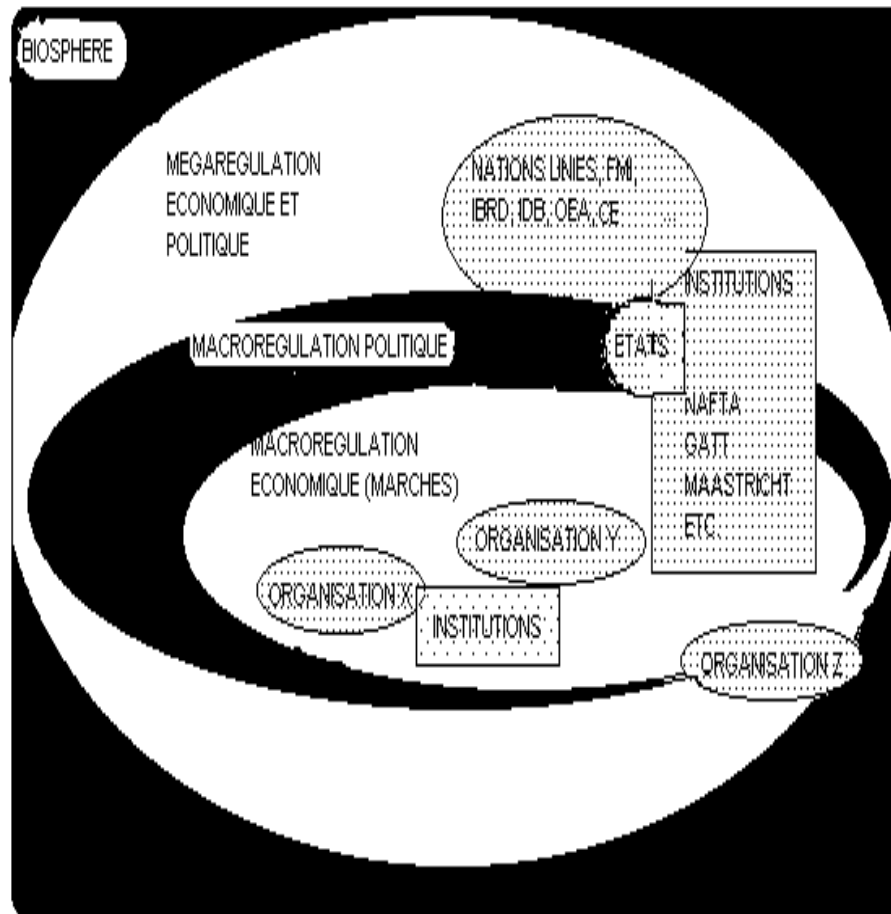 BIOSPHERE
MEGAREGULATION
ECONOMIQUE ET
POLITIQUE
NATIONS UNIES, FMI,
IBRD, IDB, OEA, CE ...
INSTITUTIONS
NAFTA
GATT
MAASTRICHT
ETC.
MACROREGULATION POLITIQUE
ETATS
MACROREGULATION
ECONOMIQUE (MARCHES)
ORGANISATION Y
ORGANISATION X
INSTITUTIONS
ORGANISATION Z